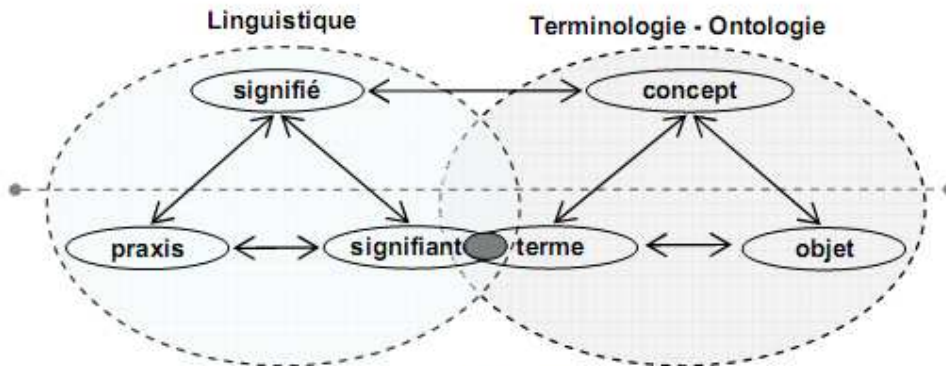 Linguistique
Terminologie - Ontologie
signifié
concept
praxis
signifiant
terme
objet